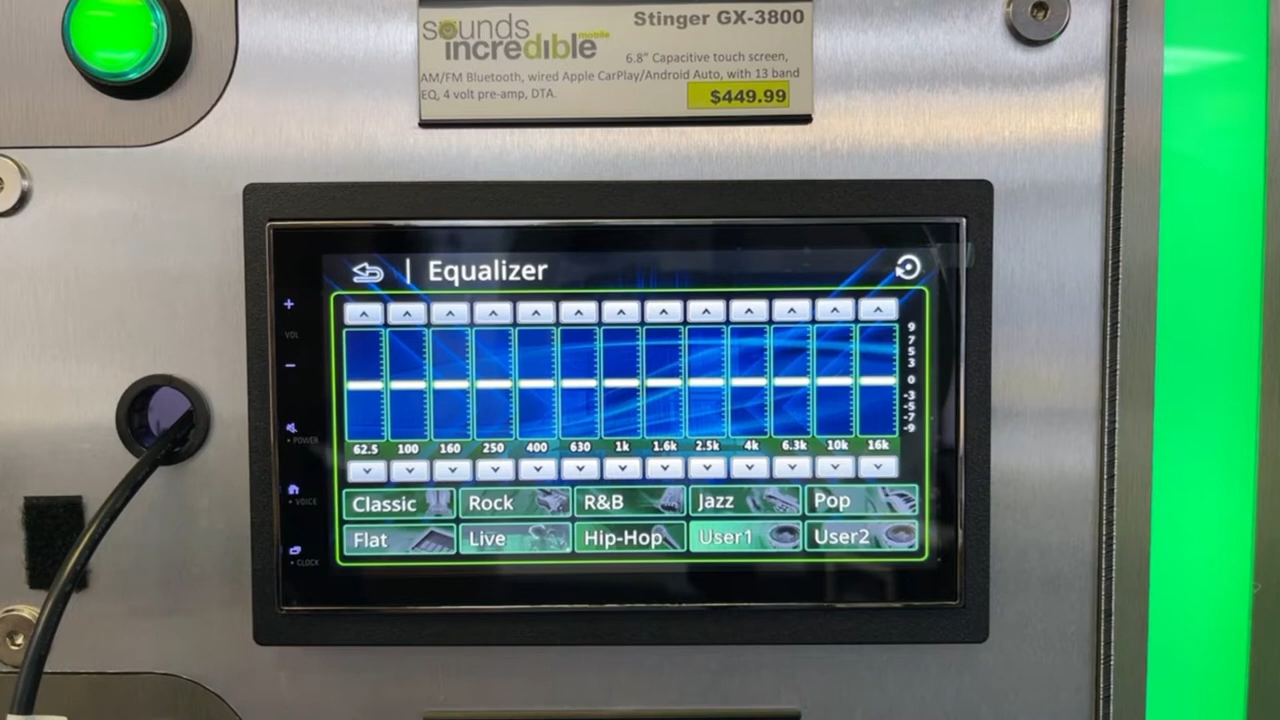 sounds
incredible mobile
Stinger GX-3800
6.8" Capacitive touch screen,
AM/FM Bluetooth, wired Apple CarPlay/Android Auto, with 13 band
EQ, 4 volt pre-amp, DTA.
$449.99
Equalizer
+
VOL
−
• POWER
• VOICE
• CLOCK
9
7
5
3
0
-3
-5
-7
-9
62.5 100 160 250 400 630 1k 1.6k 2.5k 4k 6.3k 10k 16k
Classic Rock R&B Jazz Pop
Flat Live Hip-Hop User1 User2